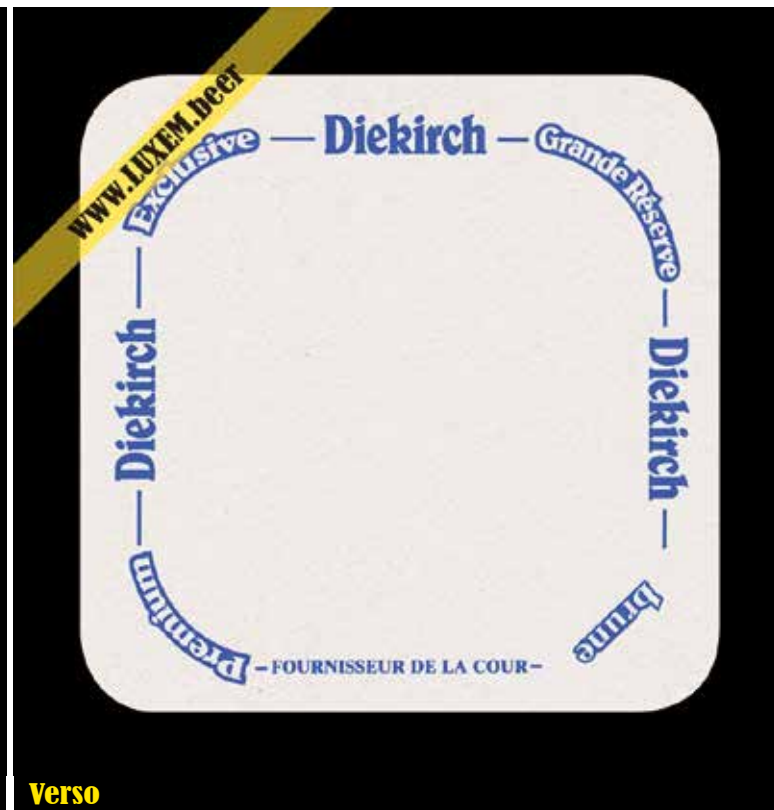 www.LUXEM.beer
Exclusive — Diekirch — Grande Réserve
— Diekirch —
— Diekirch —
Premium
brune
– FOURNISSEUR DE LA COUR –
Verso